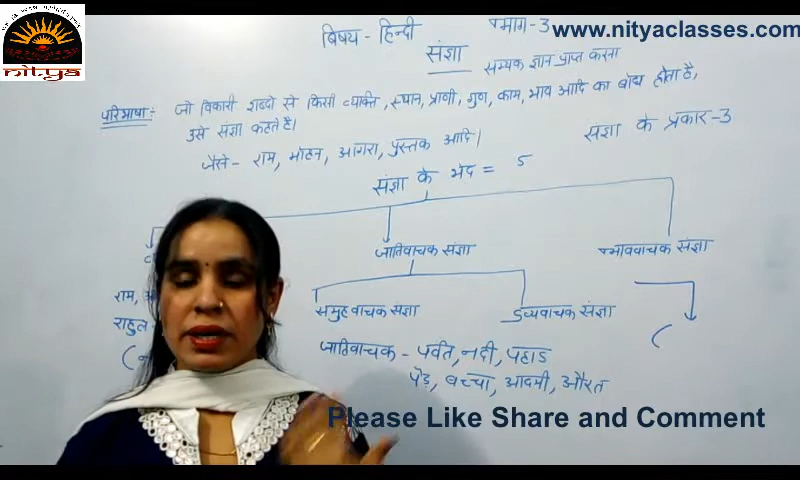 nitya
www.nityaclasses.com
विषय - हिन्दी भाग - 3
संज्ञा सम्यक ज्ञान प्राप्त करना
परिभाषा: जो विकारी शब्दो से किसी व्यक्ति, स्थान, प्राणी, गुण, काम, भाव आदि का बोध होता है,
उसे संज्ञा कहते है।
जैसे - राम, मोहन, आगरा, पुस्तक आदि।
संज्ञा के प्रकार - 3
संज्ञा के भेद = 5
जातिवाचक संज्ञा भाववाचक संज्ञा
राम,
समुहवाचक संज्ञा द्रव्यवाचक संज्ञा
राहुल
जातिवाचक - पर्वत, नदी, पहाड
पेड़, बच्चा, आदमी, औरत
Please Like Share and Comment